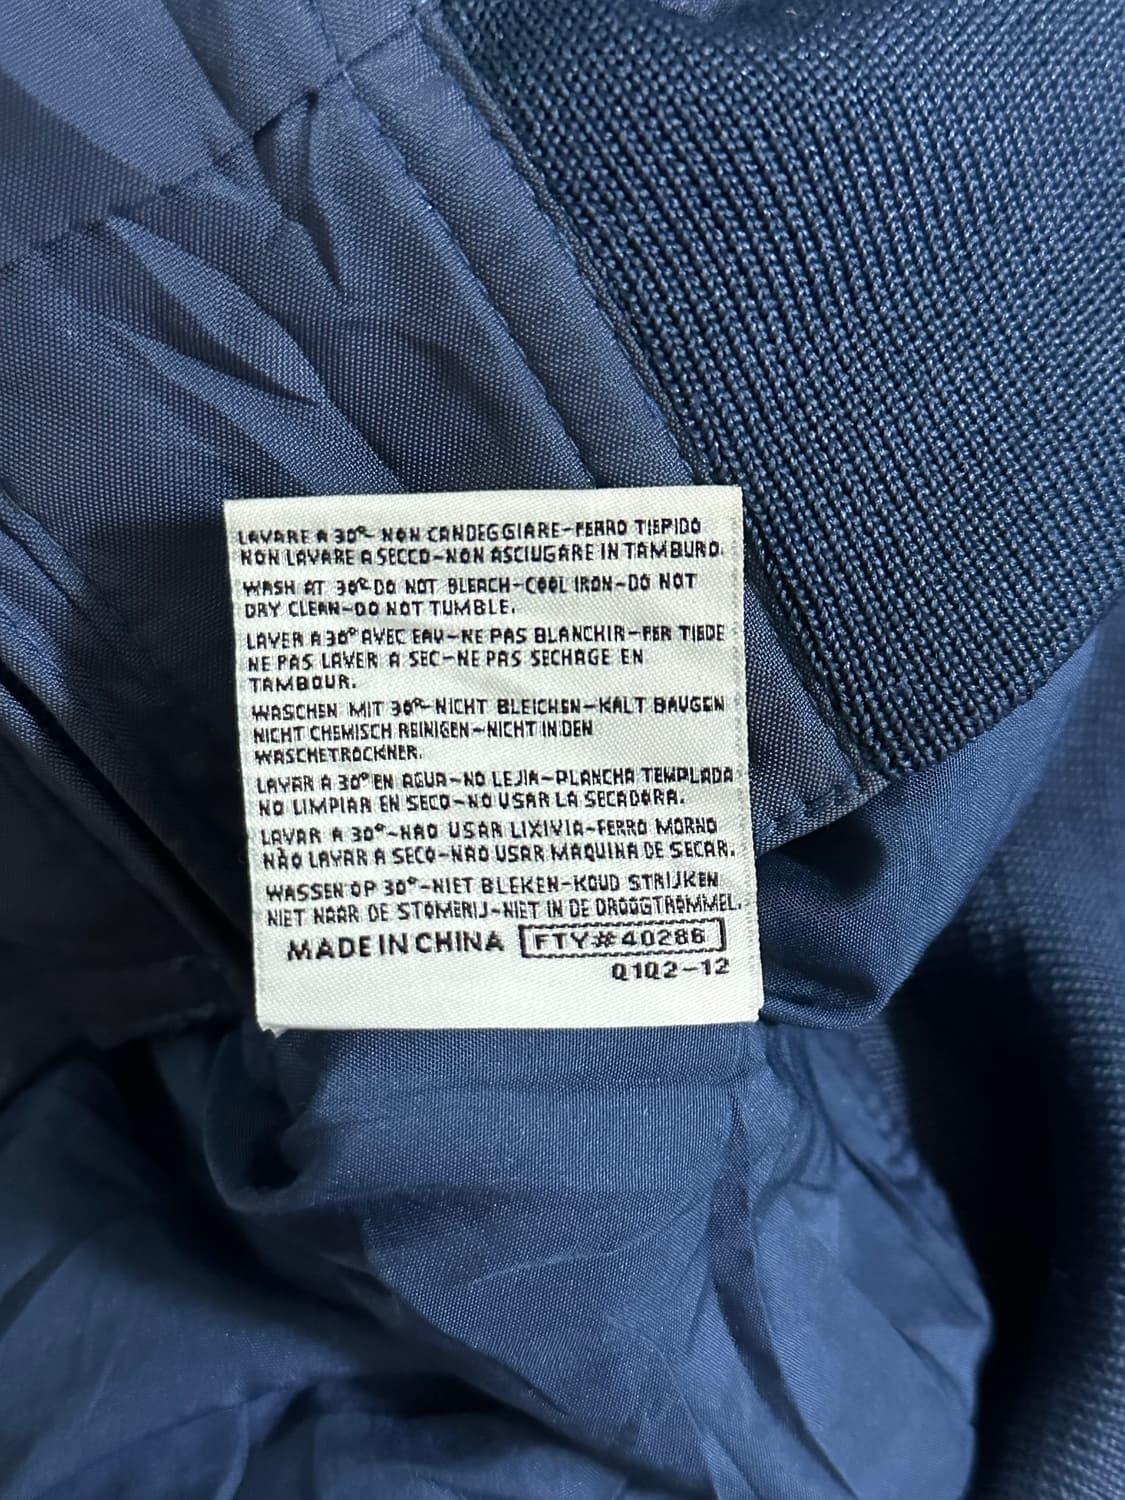 LAVARE A 30°- NON CANDEGGIARE-FERRO TIEPIDO
NON LAVARE A SECCO-NON ASCIUGARE IN TAMBURO.
WASH AT 30° DO NOT BLEACH-COOL IRON-DO NOT
DRY CLEAN-DO NOT TUMBLE.
LAVER A 30° AVEC EAU-NE PAS BLANCHIR-FER TIEDE
NE PAS LAVER A SEC-NE PAS SECHAGE EN
TAMBOUR.
WASCHEN MIT 30°-NICHT BLEICHEN-KALT BAUGEN
NICHT CHEMISCH REINIGEN-NICHT IN DEN
WASCHETROCKNER.
LAVAR A 30° EN AGUA-NO LEJIA-PLANCHA TEMPLADA
NO LIMPIAR EN SECO-NO USAR LA SECADORA.
LAVAR A 30°-NAO USAR LIXIVIA-FERRO MORNO
NÃO LAVAR A SECO-NAO USAR MAQUINA DE SECAR.
WASSEN OP 30°-NIET BLEKEN-KOUD STRIJKEN
NIET NAAR DE STOMERIJ-NIET IN DE DROOGTROMMEL.
MADE IN CHINA FTY#40286
Q1Q2-12